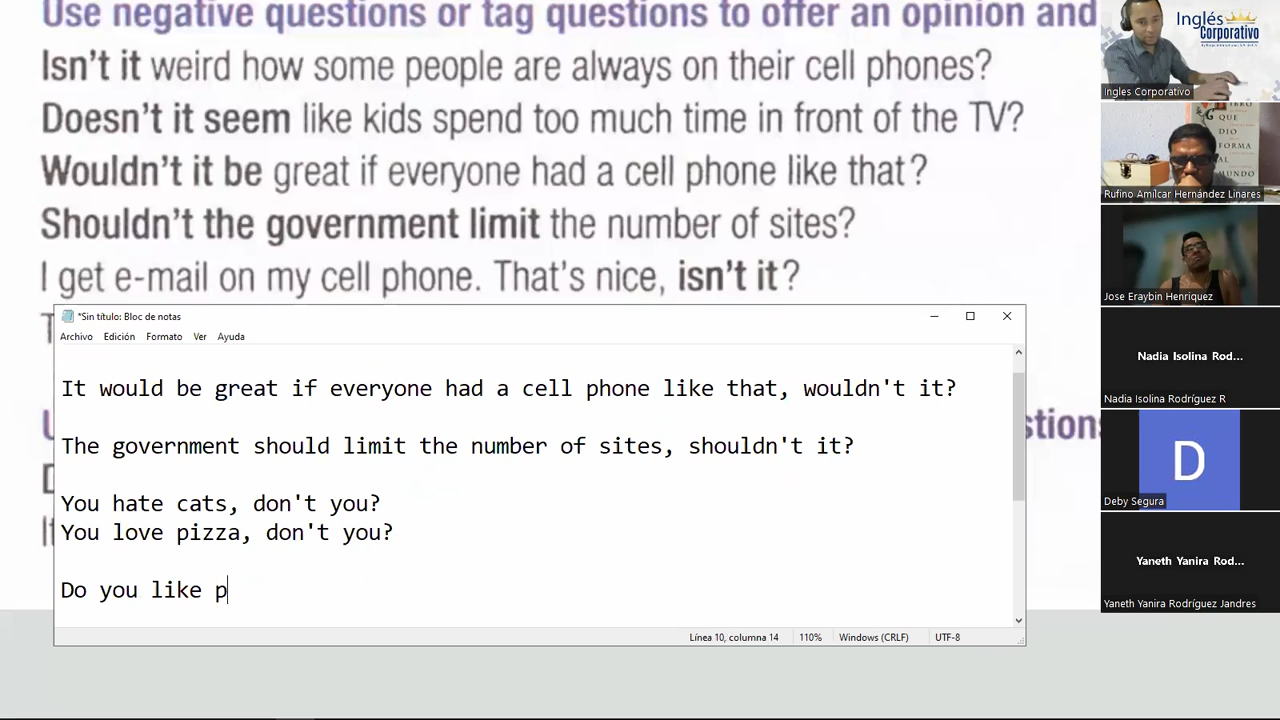 Use negative questions or tag questions to offer an opinion and
Isn't it weird how some people are always on their cell phones?
Doesn't it seem like kids spend too much time in front of the TV?
Wouldn't it be great if everyone had a cell phone like that?
Shouldn't the government limit the number of sites?
I get e-mail on my cell phone. That's nice, isn't it?
*Sin título: Bloc de notas
Archivo Edición Formato Ver Ayuda
It would be great if everyone had a cell phone like that, wouldn't it?
The government should limit the number of sites, shouldn't it?
You hate cats, don't you?
You love pizza, don't you?
Do you like p
Línea 10, columna 14 110% Windows (CRLF) UTF-8
Inglés
Corporativo
Ingles Corporativo
LIBRO
QUE
DIO
FORMA
AL
MUNDO
Rufino Amílcar Hernández Linares
Jose Eraybin Henriquez
Nadia Isolina Rod...
Nadia Isolina Rodríguez R
D
Deby Segura
Yaneth Yanira Rod...
Yaneth Yanira Rodríguez Jandres